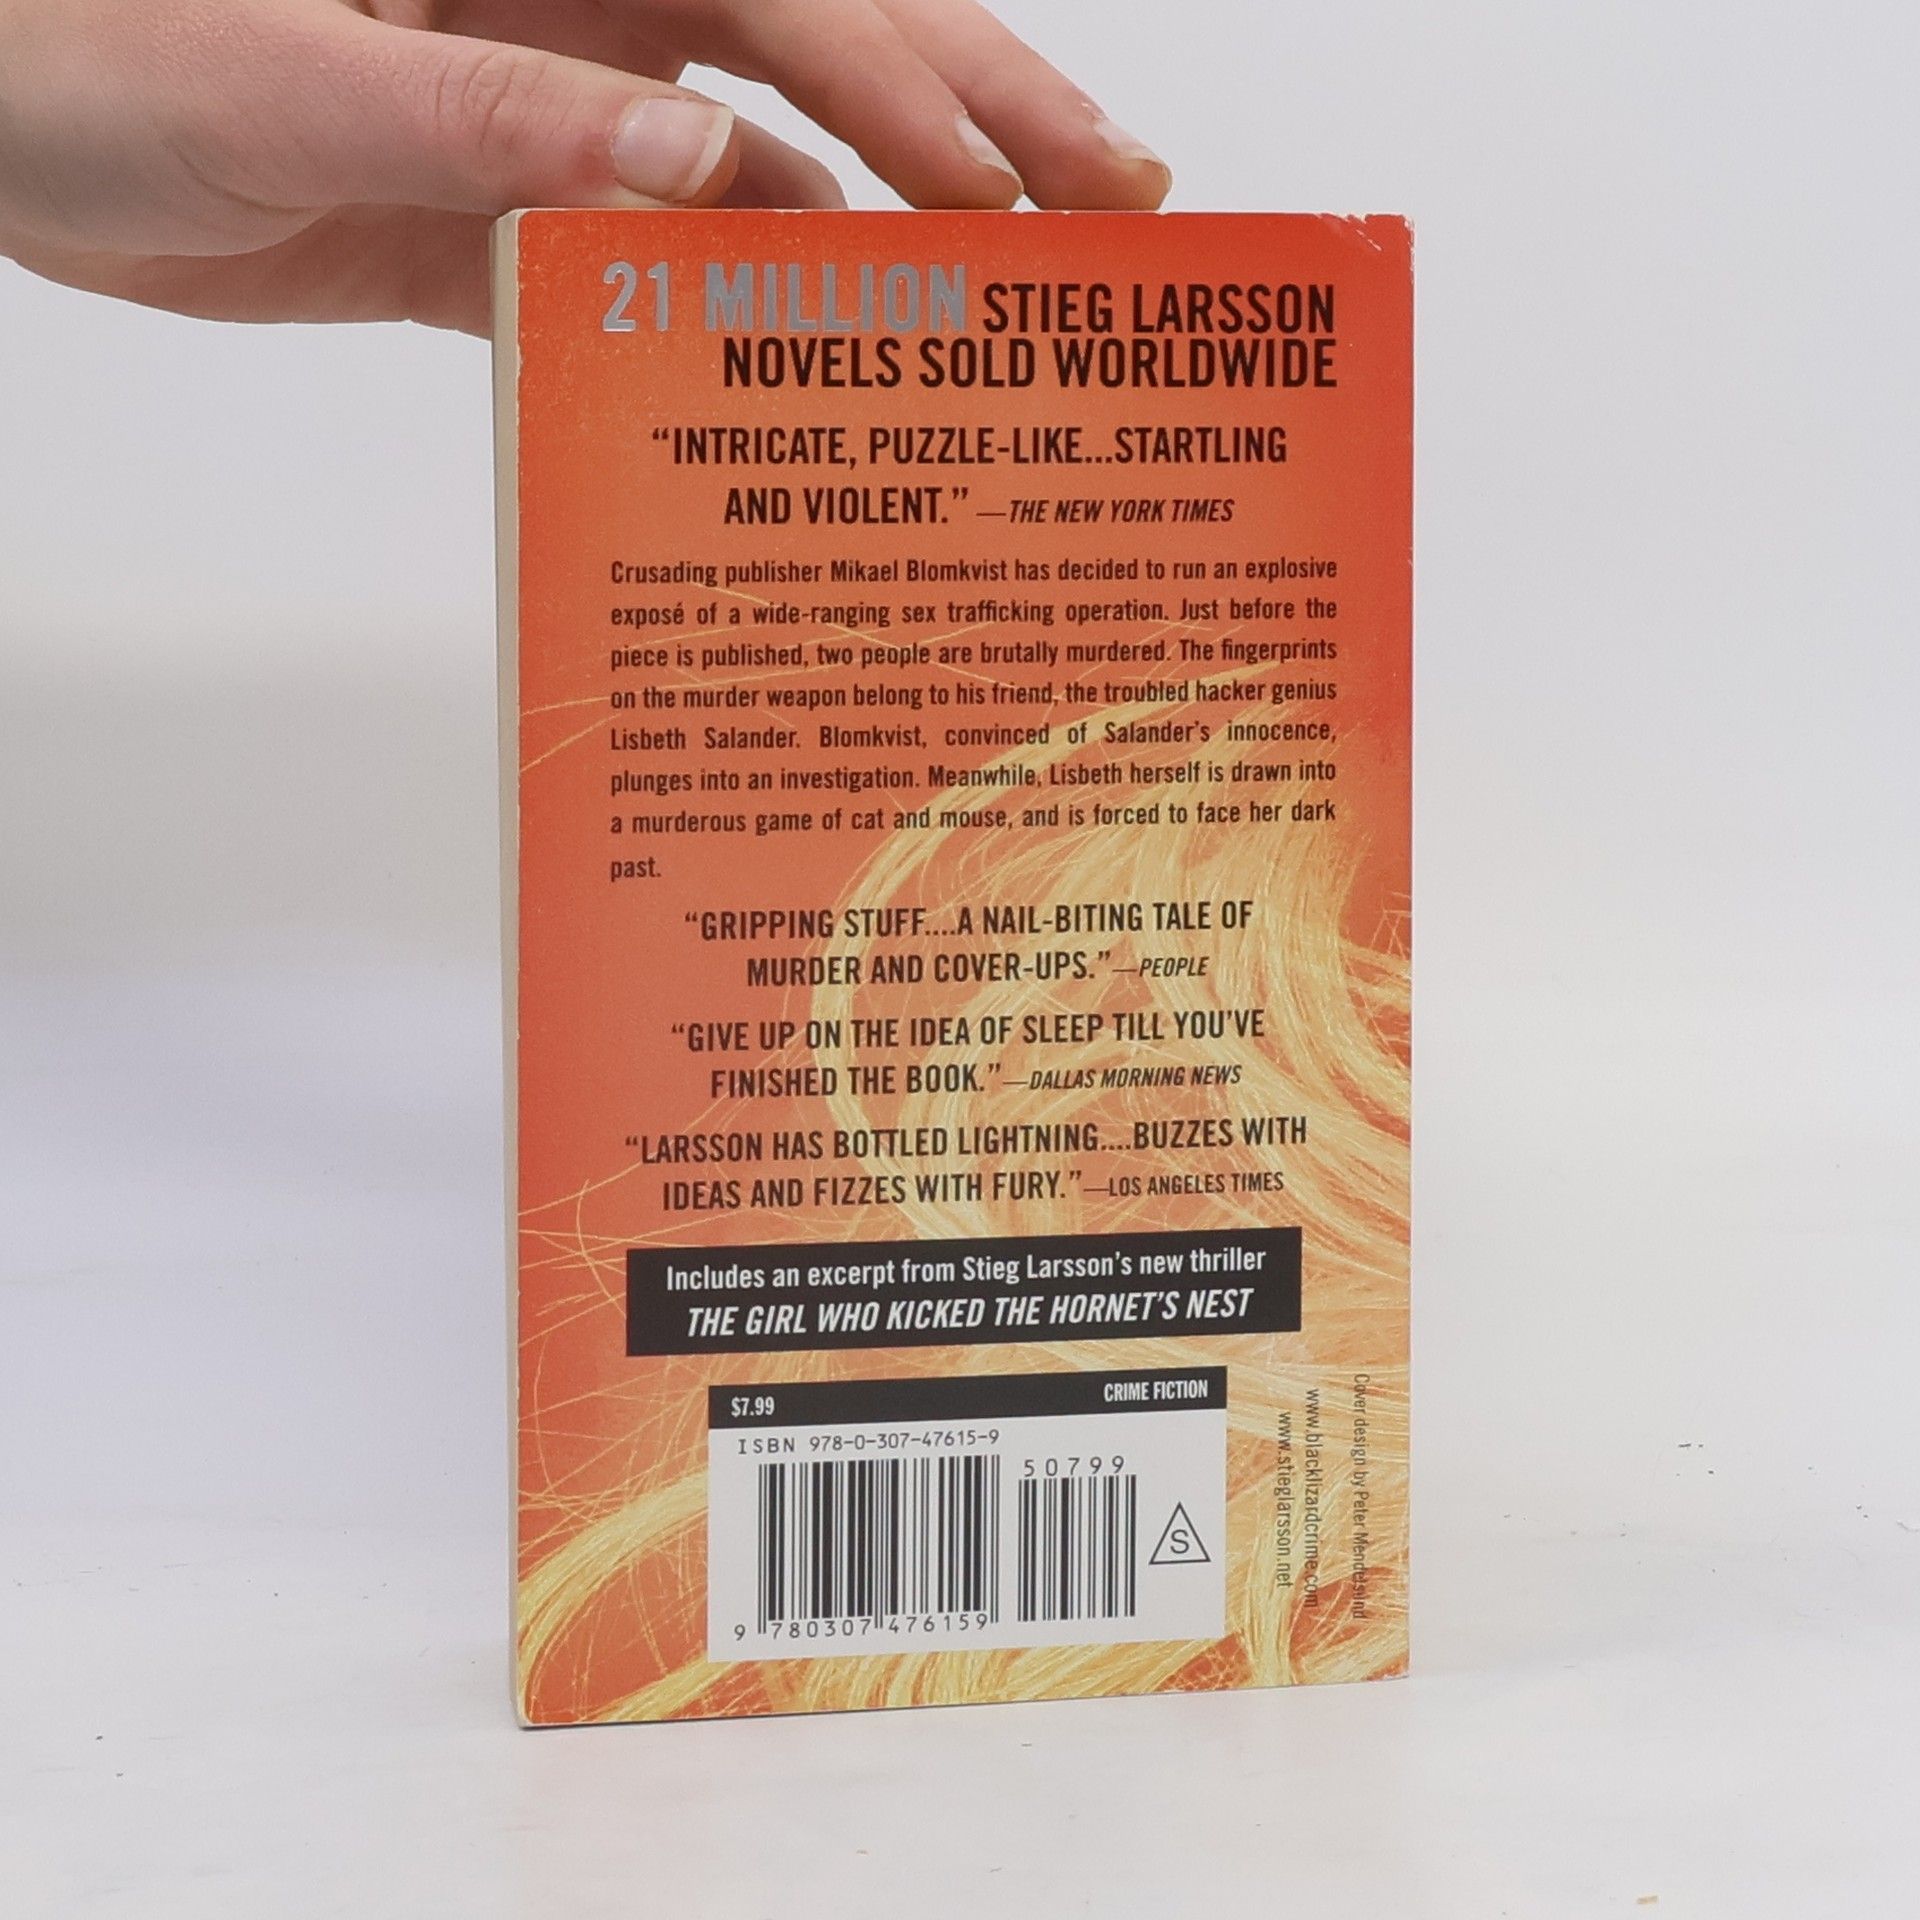 21 MILLION STIEG LARSSON
NOVELS SOLD WORLDWIDE
“INTRICATE, PUZZLE-LIKE...STARTLING
AND VIOLENT.” —THE NEW YORK TIMES
Crusading publisher Mikael Blomkvist has decided to run an explosive
exposé of a wide-ranging sex trafficking operation. Just before the
piece is published, two people are brutally murdered. The fingerprints
on the murder weapon belong to his friend, the troubled hacker genius
Lisbeth Salander. Blomkvist, convinced of Salander’s innocence,
plunges into an investigation. Meanwhile, Lisbeth herself is drawn into
a murderous game of cat and mouse, and is forced to face her dark
past.
“GRIPPING STUFF....A NAIL-BITING TALE OF
MURDER AND COVER-UPS.”—PEOPLE
“GIVE UP ON THE IDEA OF SLEEP TILL YOU’VE
FINISHED THE BOOK.”—DALLAS MORNING NEWS
“LARSSON HAS BOTTLED LIGHTNING....BUZZES WITH
IDEAS AND FIZZES WITH FURY.”—LOS ANGELES TIMES
Includes an excerpt from Stieg Larsson’s new thriller
THE GIRL WHO KICKED THE HORNET’S NEST
$7.99 CRIME FICTION
ISBN 978-0-307-47615-9
50799
S
9 780307 476159
Cover design by Peter Mendelsund
www.blacklizardcrime.com
www.stieglarsson.net